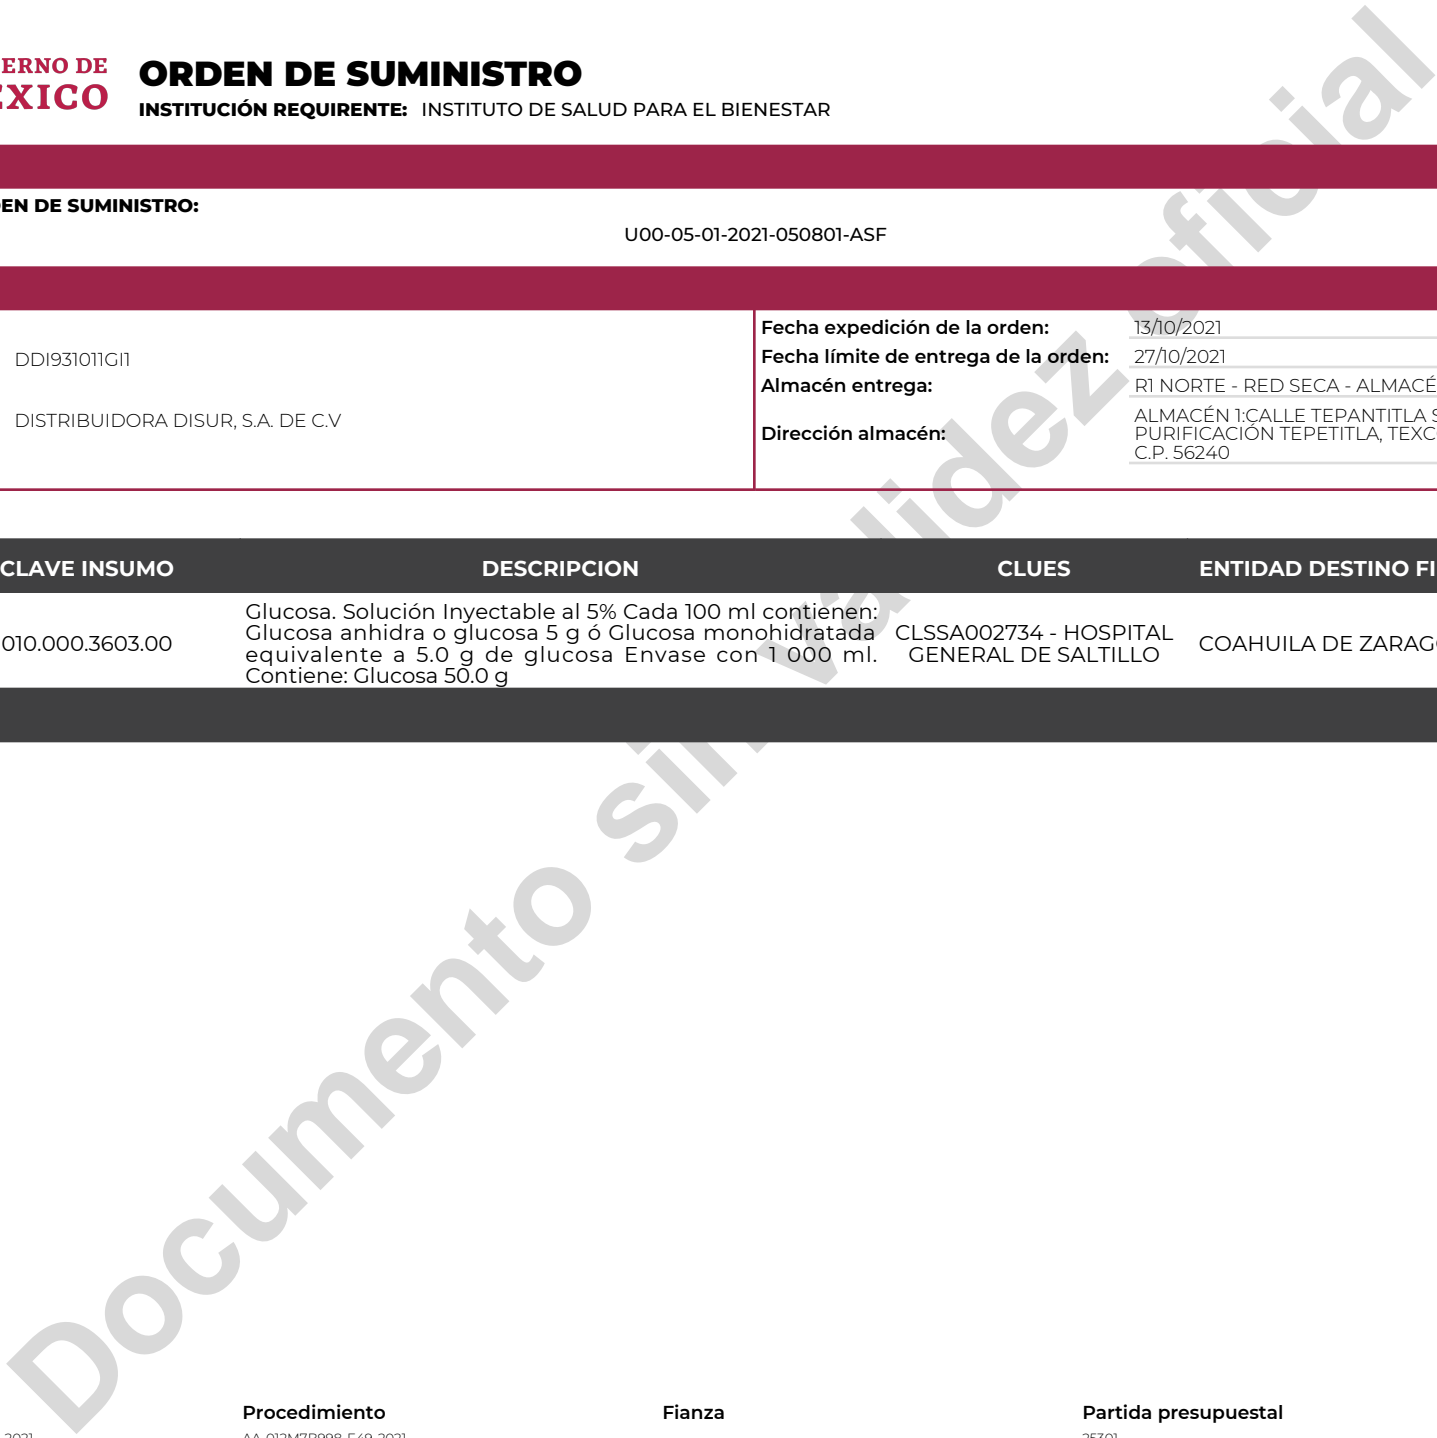 ORDEN DE SUMINISTRO
INSTITUCIÓN REQUIRENTE: INSTITUTO DE SALUD PARA EL BIENESTAR
ERNO DE
EXICO
EN DE SUMINISTRO:
U00-05-01-2021-050801-ASF
DDI931011GI1
DISTRIBUIDORA DISUR, S.A. DE C.V
Fecha expedición de la orden: 13/10/2021
Fecha límite de entrega de la orden: 27/10/2021
Almacén entrega: R1 NORTE - RED SECA - ALMACÉ
Dirección almacén: ALMACÉN 1:CALLE TEPANTITLA S
PURIFICACIÓN TEPETITLA, TEXC
C.P. 56240
CLAVE INSUMO DESCRIPCION CLUES ENTIDAD DESTINO FI
010.000.3603.00
Glucosa. Solución Inyectable al 5% Cada 100 ml contienen:
Glucosa anhidra o glucosa 5 g ó Glucosa monohidratada
equivalente a 5.0 g de glucosa Envase con 1 000 ml.
Contiene: Glucosa 50.0 g
CLSSA002734 - HOSPITAL
GENERAL DE SALTILLO
COAHUILA DE ZARAG
Documento sin validez oficial
Procedimiento Fianza Partida presupuestal